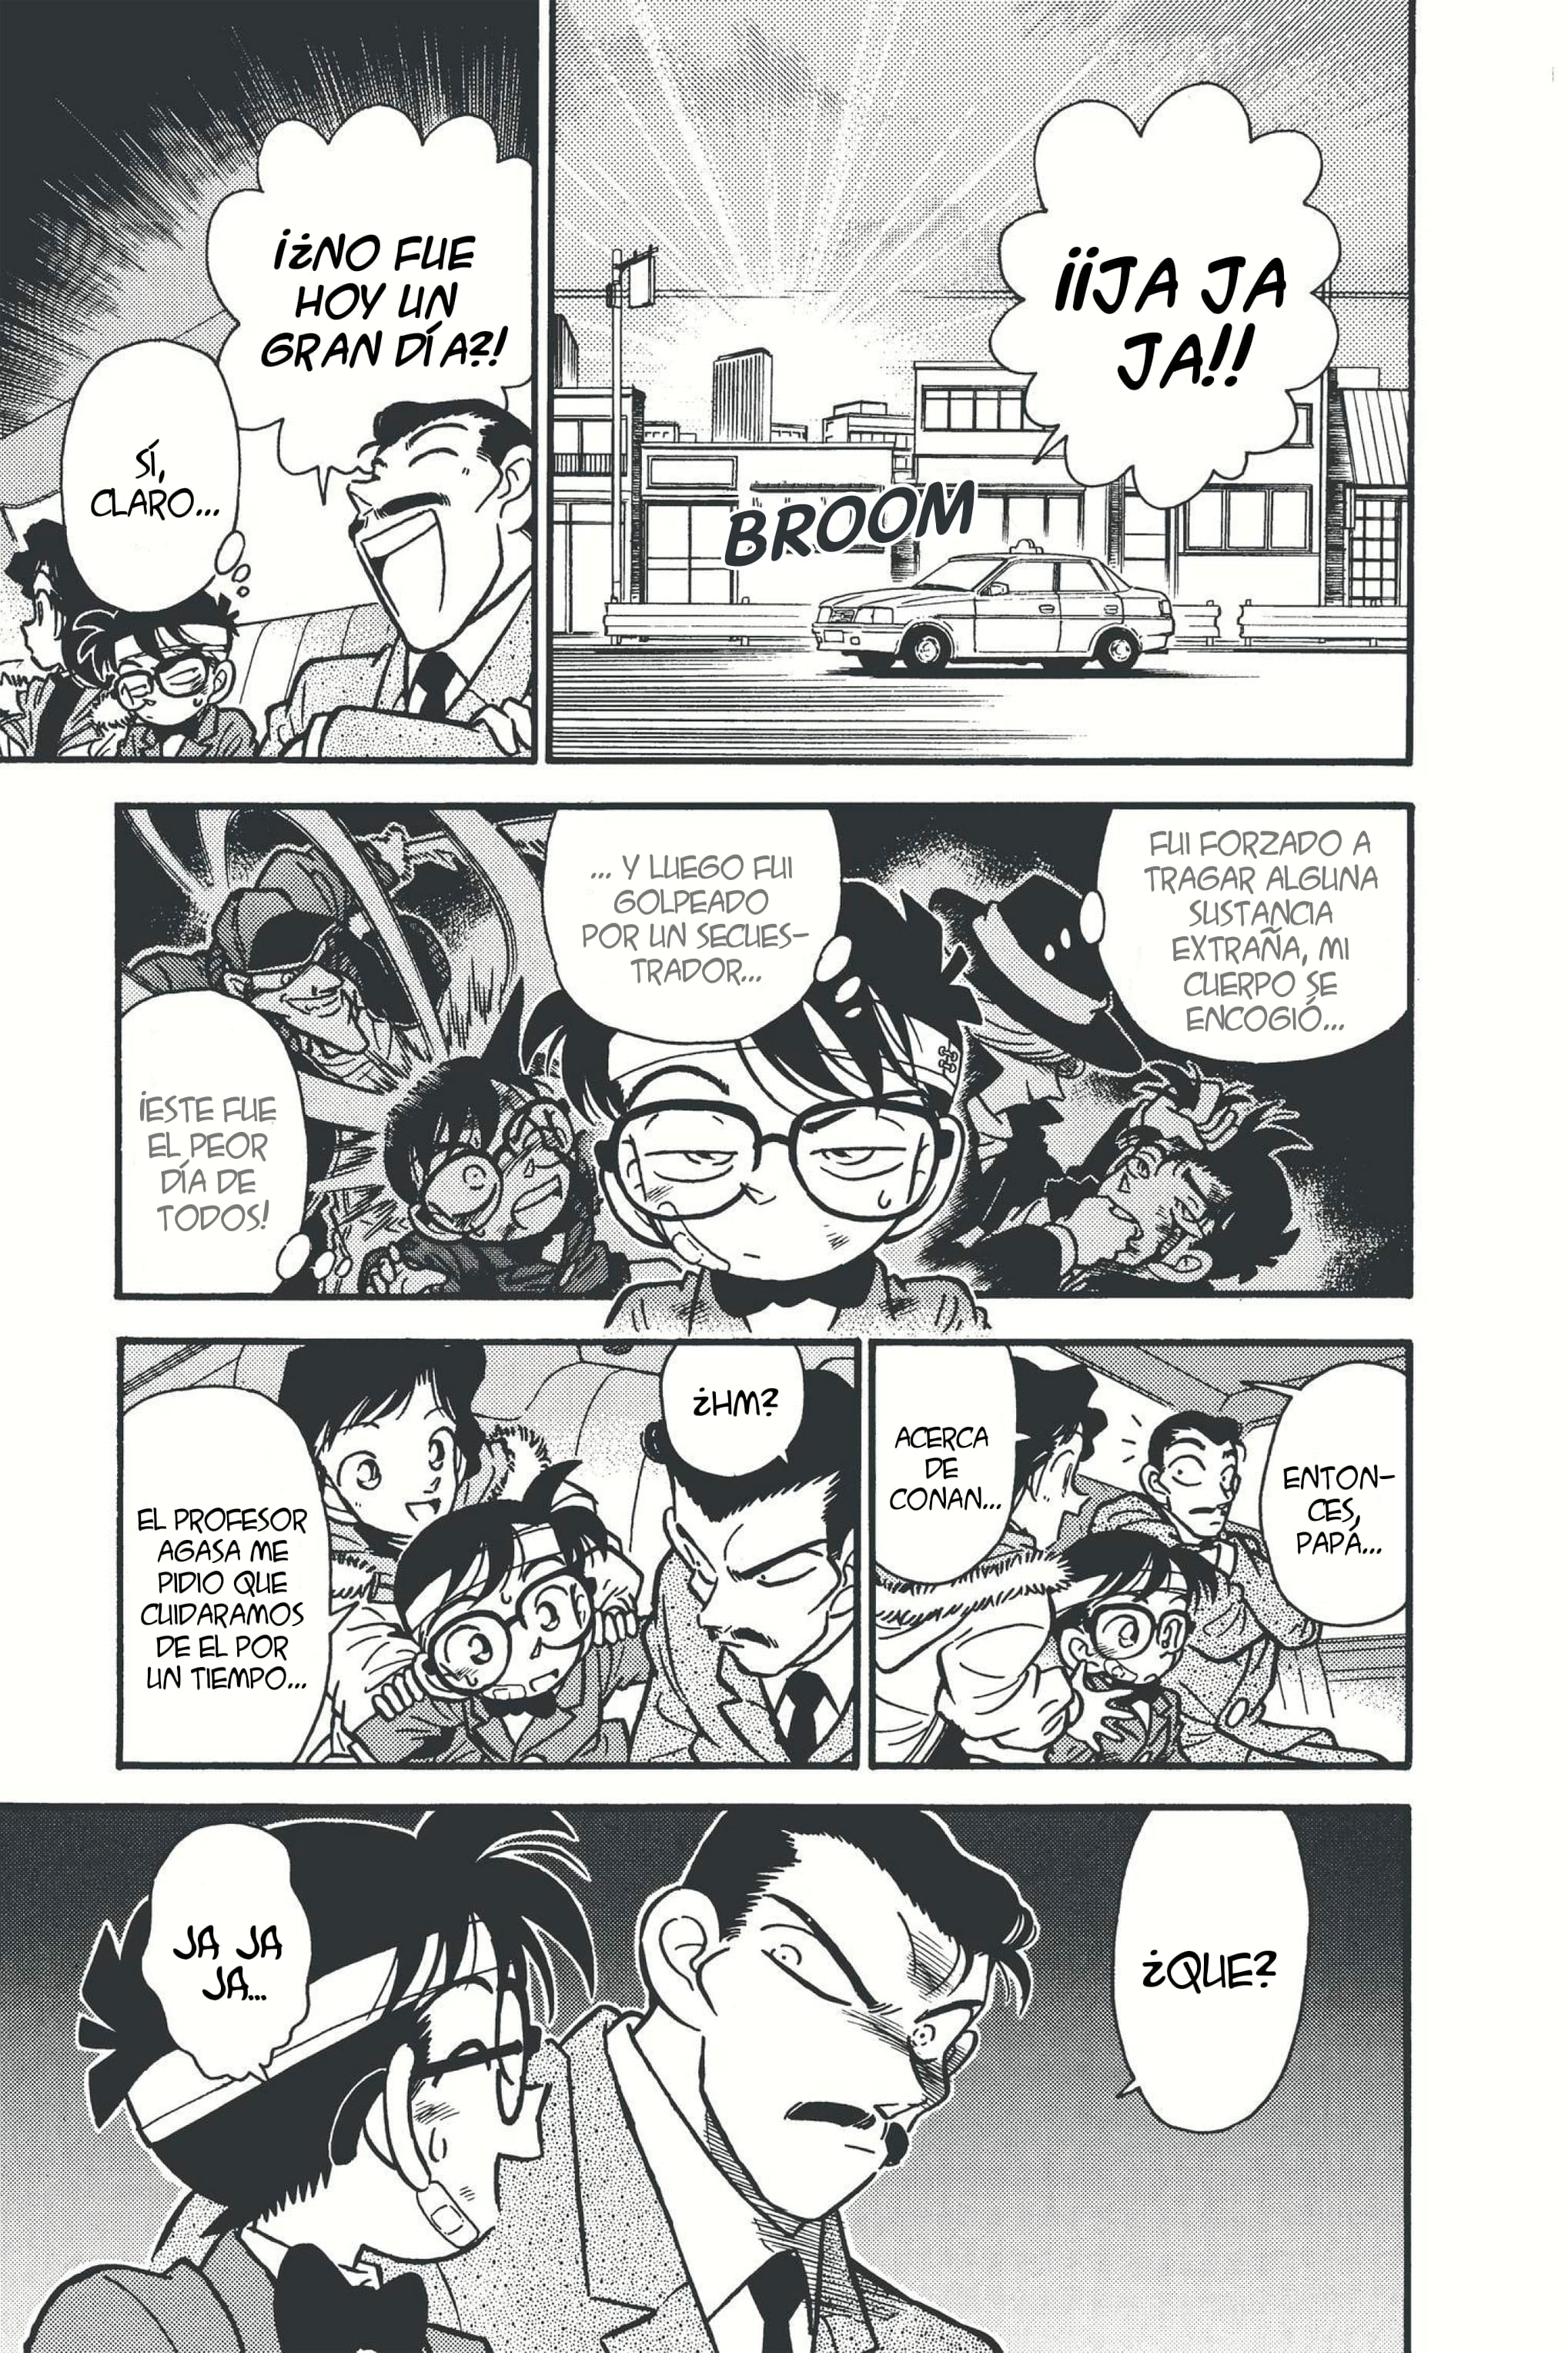 ¡¡JA JA
JA!!
BROOM
¡¿NO FUE
HOY UN
GRAN DÍA?!
SÍ,
CLARO...
FUI FORZADO A
TRAGAR ALGUNA
SUSTANCIA
EXTRAÑA, MI
CUERPO SE
ENCOGIÓ...
... Y LUEGO FUI
GOLPEADO
POR UN SECUES-
TRADOR...
¡ESTE FUE
EL PEOR
DÍA DE
TODOS!
ENTON-
CES,
PAPÁ...
ACERCA
DE
CONAN...
¿HM?
EL PROFESOR
AGASA ME
PIDIO QUE
CUIDARAMOS
DE EL POR
UN TIEMPO...
¿QUE?
JA JA
JA...